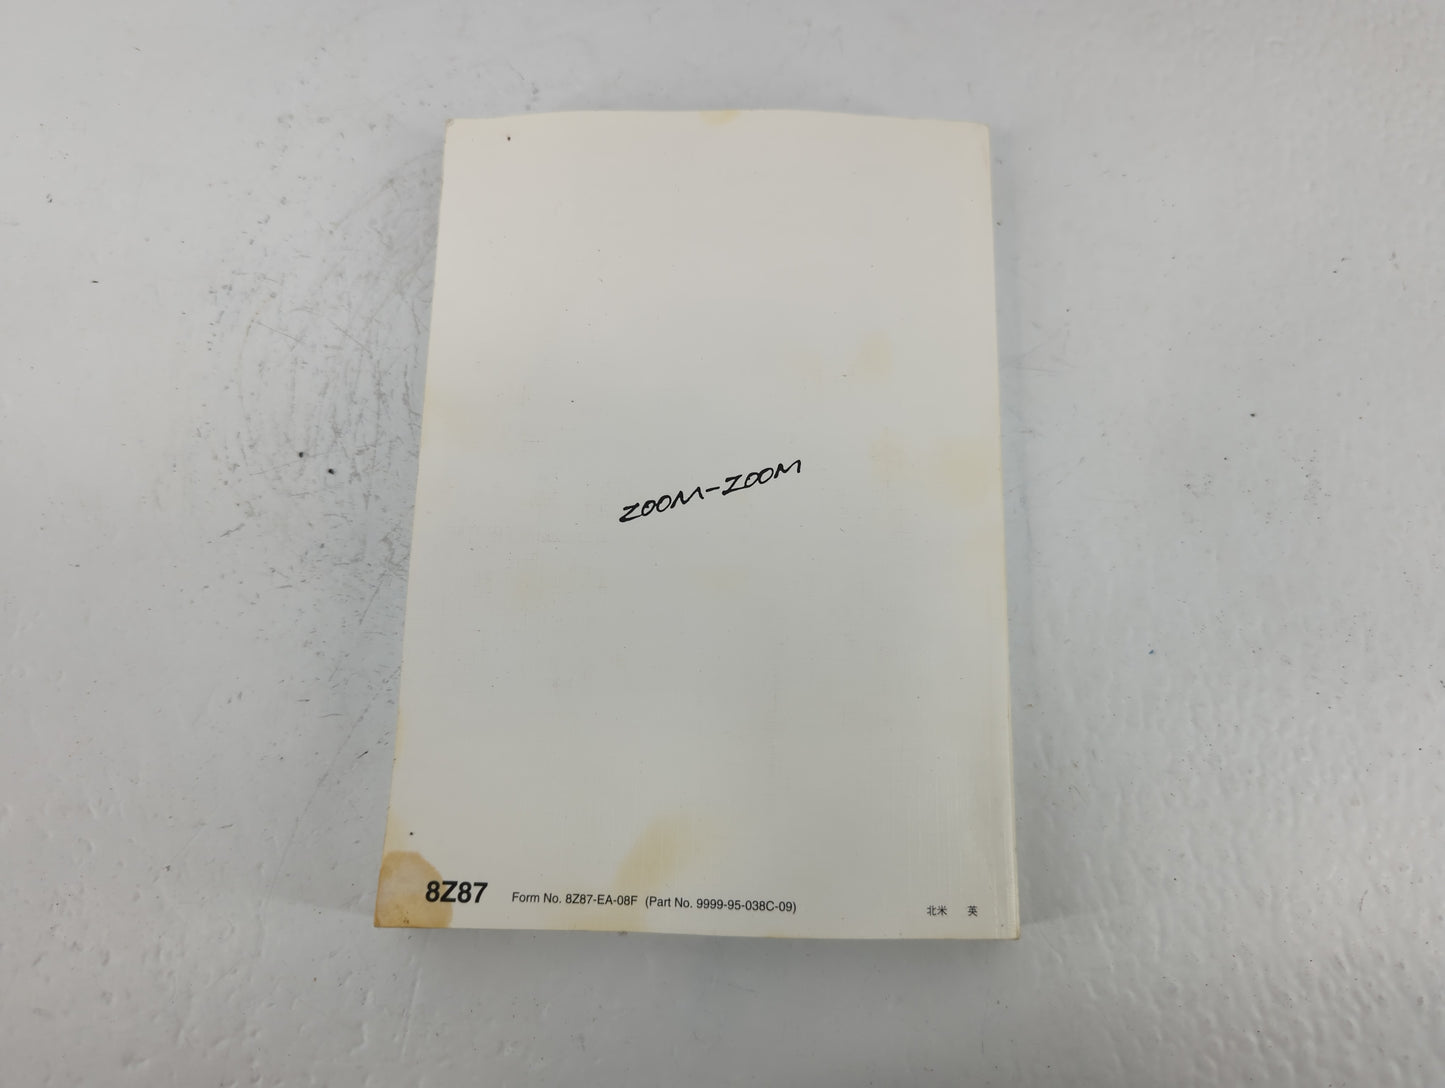 ZOOM-ZOOM
8Z87 Form No. 8Z87-EA-08F (Part No. 9999-95-038C-09) 北米 英